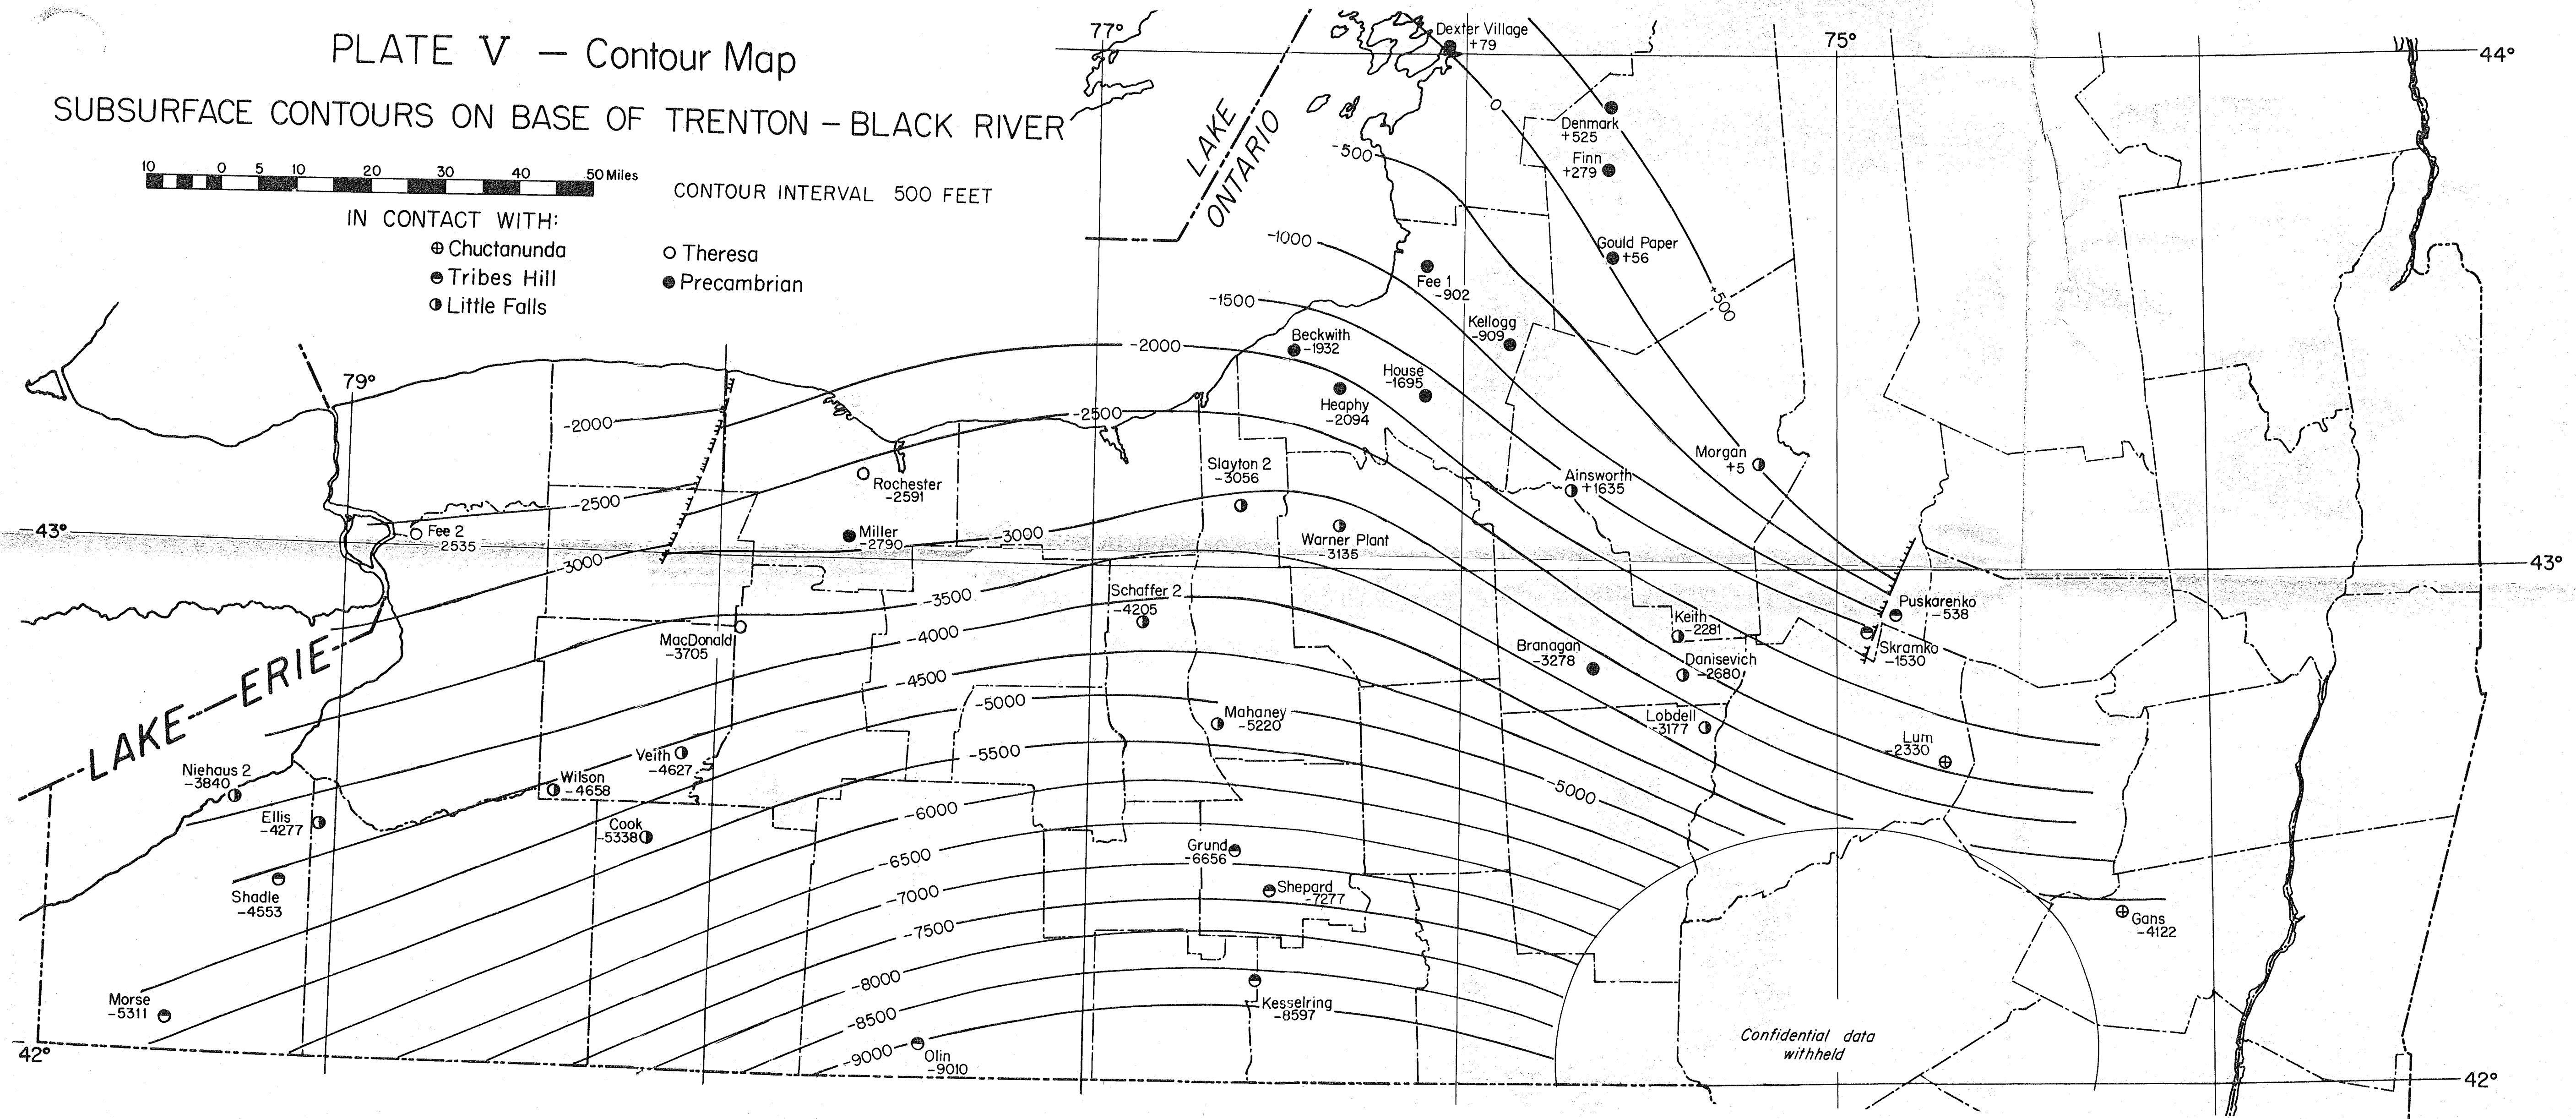 PLATE V — Contour Map
SUBSURFACE CONTOURS ON BASE OF TRENTON – BLACK RIVER
10 0 5 10 20 30 40 50 Miles
CONTOUR INTERVAL 500 FEET
IN CONTACT WITH:
Chuctanunda
Tribes Hill
Little Falls
Theresa
Precambrian
77°
75°
44°
79°
43°
43°
42°
42°
LAKE
ONTARIO
LAKE ERIE
Dexter Village
+79
0
Denmark
+525
Finn
+279
-500
Gould Paper
+56
-1000
Fee 1
-902
+500
-1500
Kellogg
-909
Beckwith
-1932
-2000
House
-1695
Heaphy
-2094
-2000
-2500
Morgan
+5
Slayton 2
-3056
Ainsworth
+1635
Rochester
-2591
-2500
Fee 2
-2535
Miller
-2790
3000
Warner Plant
-3135
-3000
Schaffer 2
-4205
-3500
Puskarenko
-538
Keith
-2281
MacDonald
-3705
-4000
Skramko
-1530
Branagan
-3278
Danisevich
-2680
-4500
-5000
Mahaney
-5220
Lobdell
-3177
Lum
-2330
-5500
Veith
-4627
Niehaus 2
-3840
Wilson
-4658
-5000
Ellis
-4277
Cook
-5338
-6000
Grund
-6656
-6500
Shepard
-7277
-7000
Shadle
-4553
Gans
-4122
-7500
-8000
Morse
-5311
Kesselring
-8597
-8500
-9000
Olin
-9010
Confidential data
withheld